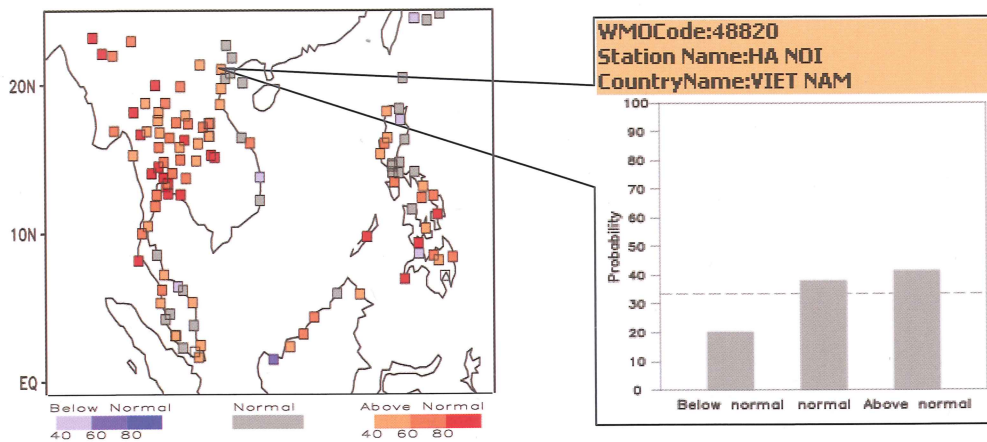 20N
10N
EQ
Below Normal
40 60 80
Normal
Above Normal
40 60 80
WMOCode:48820
Station Name:HA NOI
CountryName:VIET NAM
Probability
100
90
80
70
60
50
40
30
20
10
0
Below normal normal Above normal